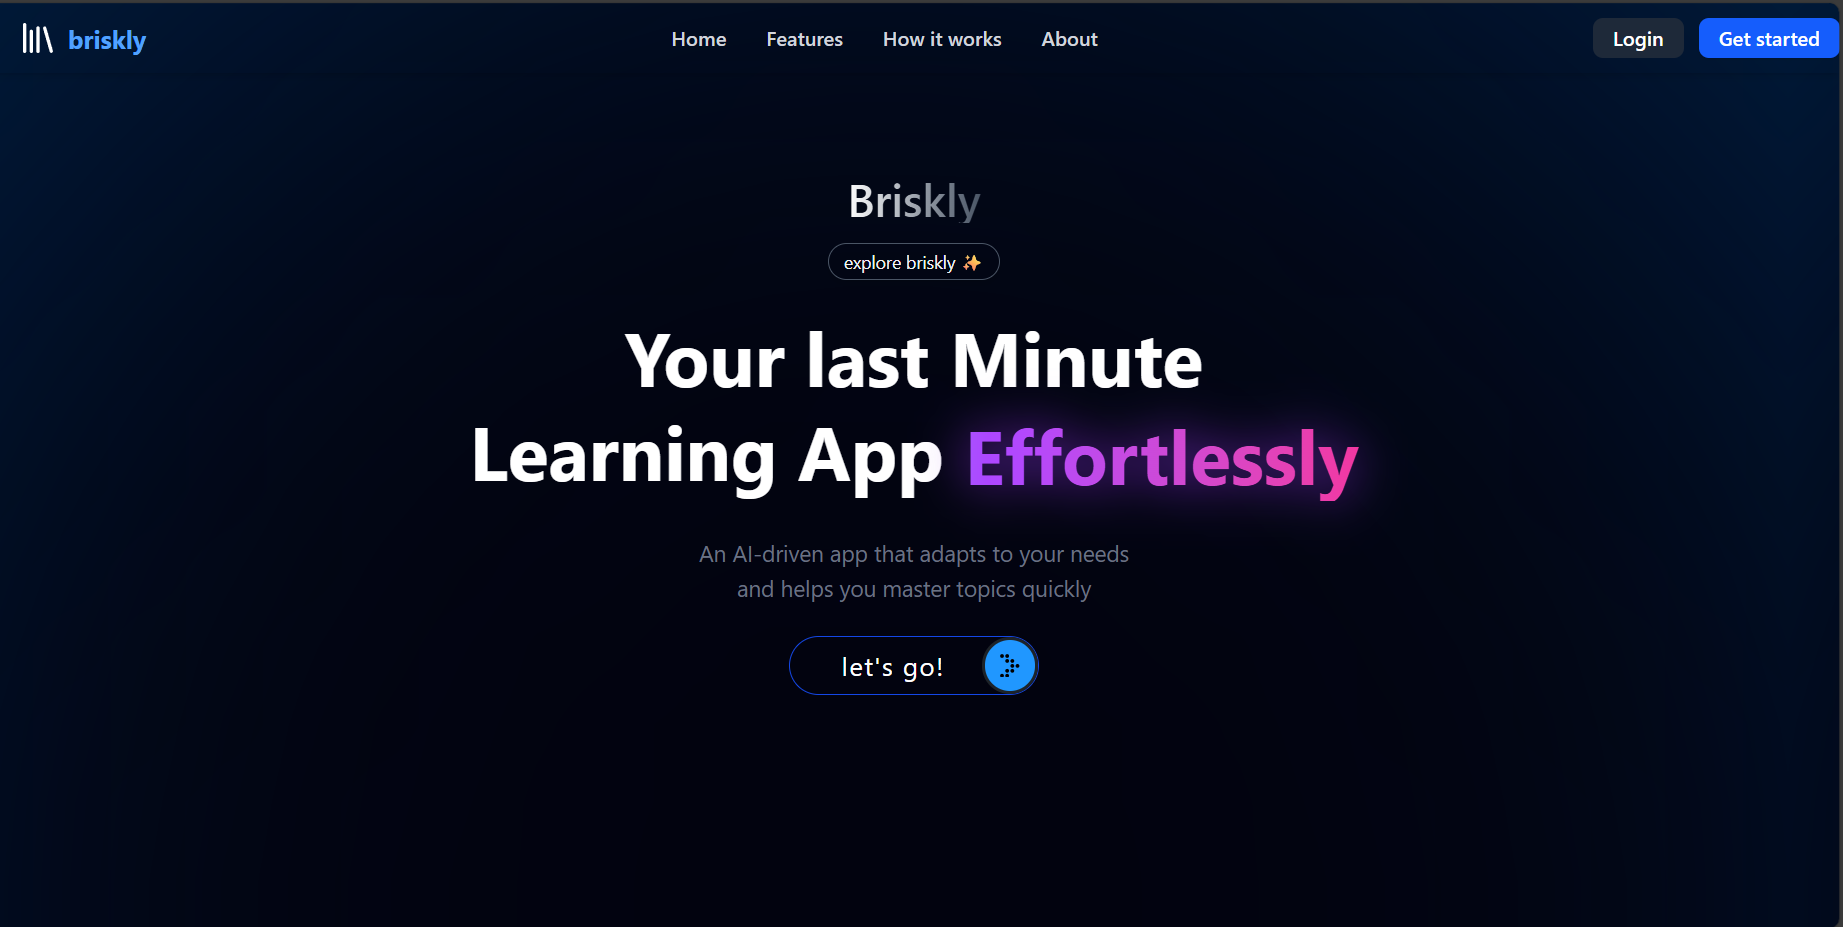 briskly
Home Features How it works About
Login Get started
Briskly
explore briskly ✨
Your last Minute
Learning App Effortlessly
An AI-driven app that adapts to your needs
and helps you master topics quickly
let's go!